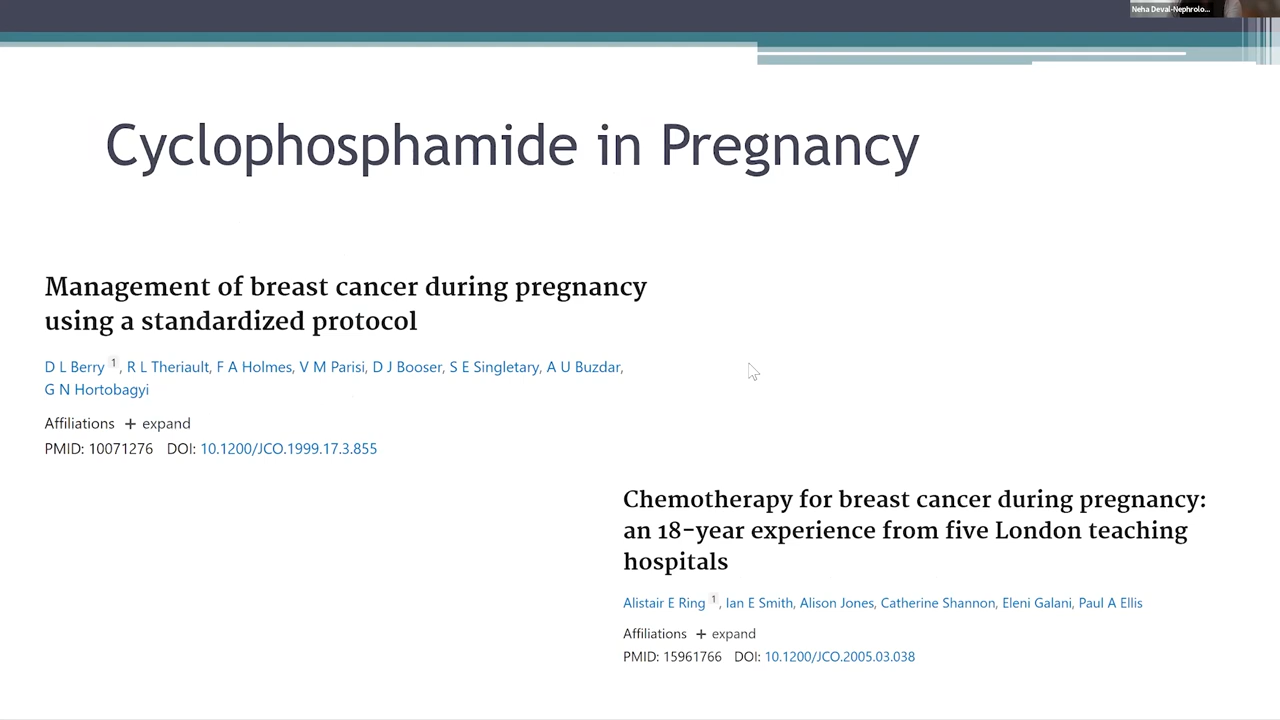 Neha Deval-Nephrolo...
Cyclophosphamide in Pregnancy
Management of breast cancer during pregnancy
using a standardized protocol
D L Berry 1, R L Theriault, F A Holmes, V M Parisi, D J Booser, S E Singletary, A U Buzdar,
G N Hortobagyi
Affiliations + expand
PMID: 10071276 DOI: 10.1200/JCO.1999.17.3.855
Chemotherapy for breast cancer during pregnancy:
an 18-year experience from five London teaching
hospitals
Alistair E Ring 1, Ian E Smith, Alison Jones, Catherine Shannon, Eleni Galani, Paul A Ellis
Affiliations + expand
PMID: 15961766 DOI: 10.1200/JCO.2005.03.038